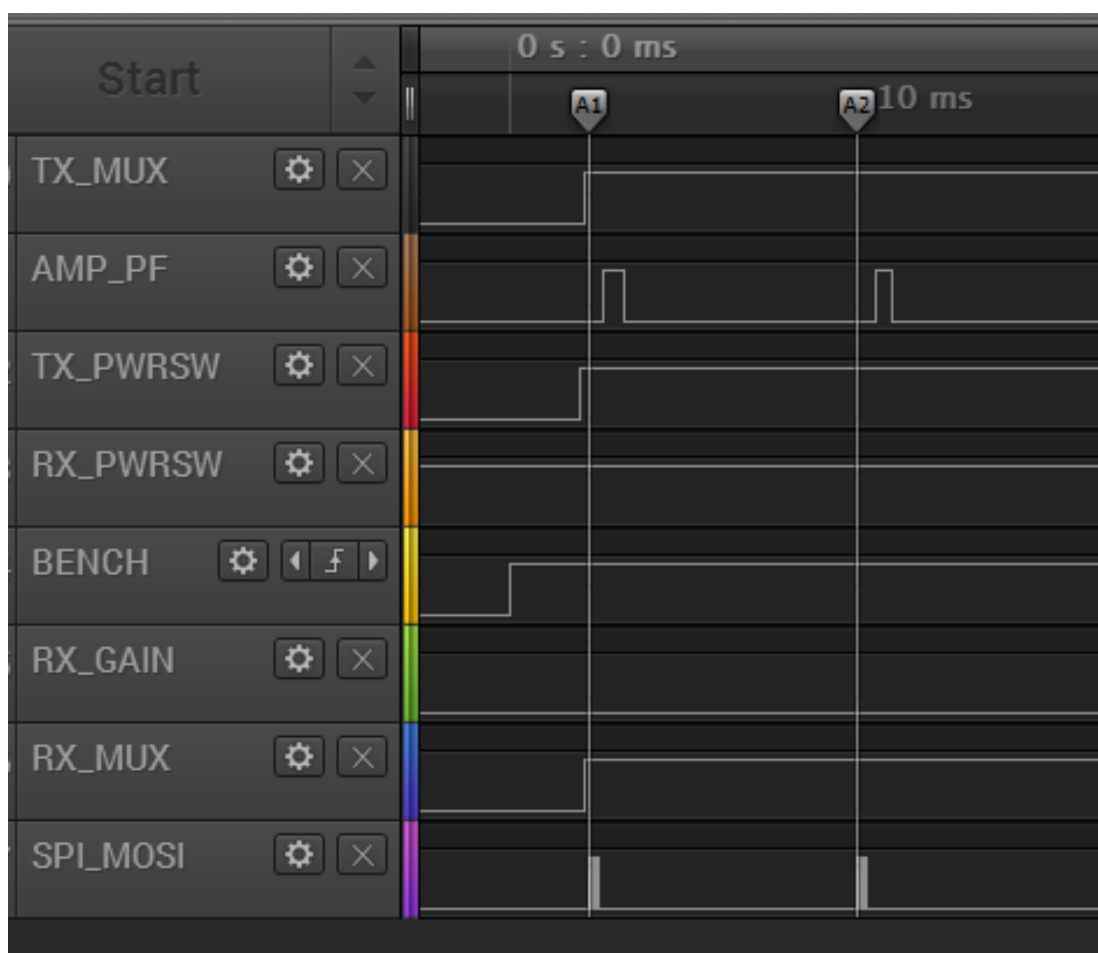 0 s : 0 ms
Start
A1
A2
10 ms
TX_MUX
AMP_PF
TX_PWRSW
RX_PWRSW
BENCH
RX_GAIN
RX_MUX
SPI_MOSI